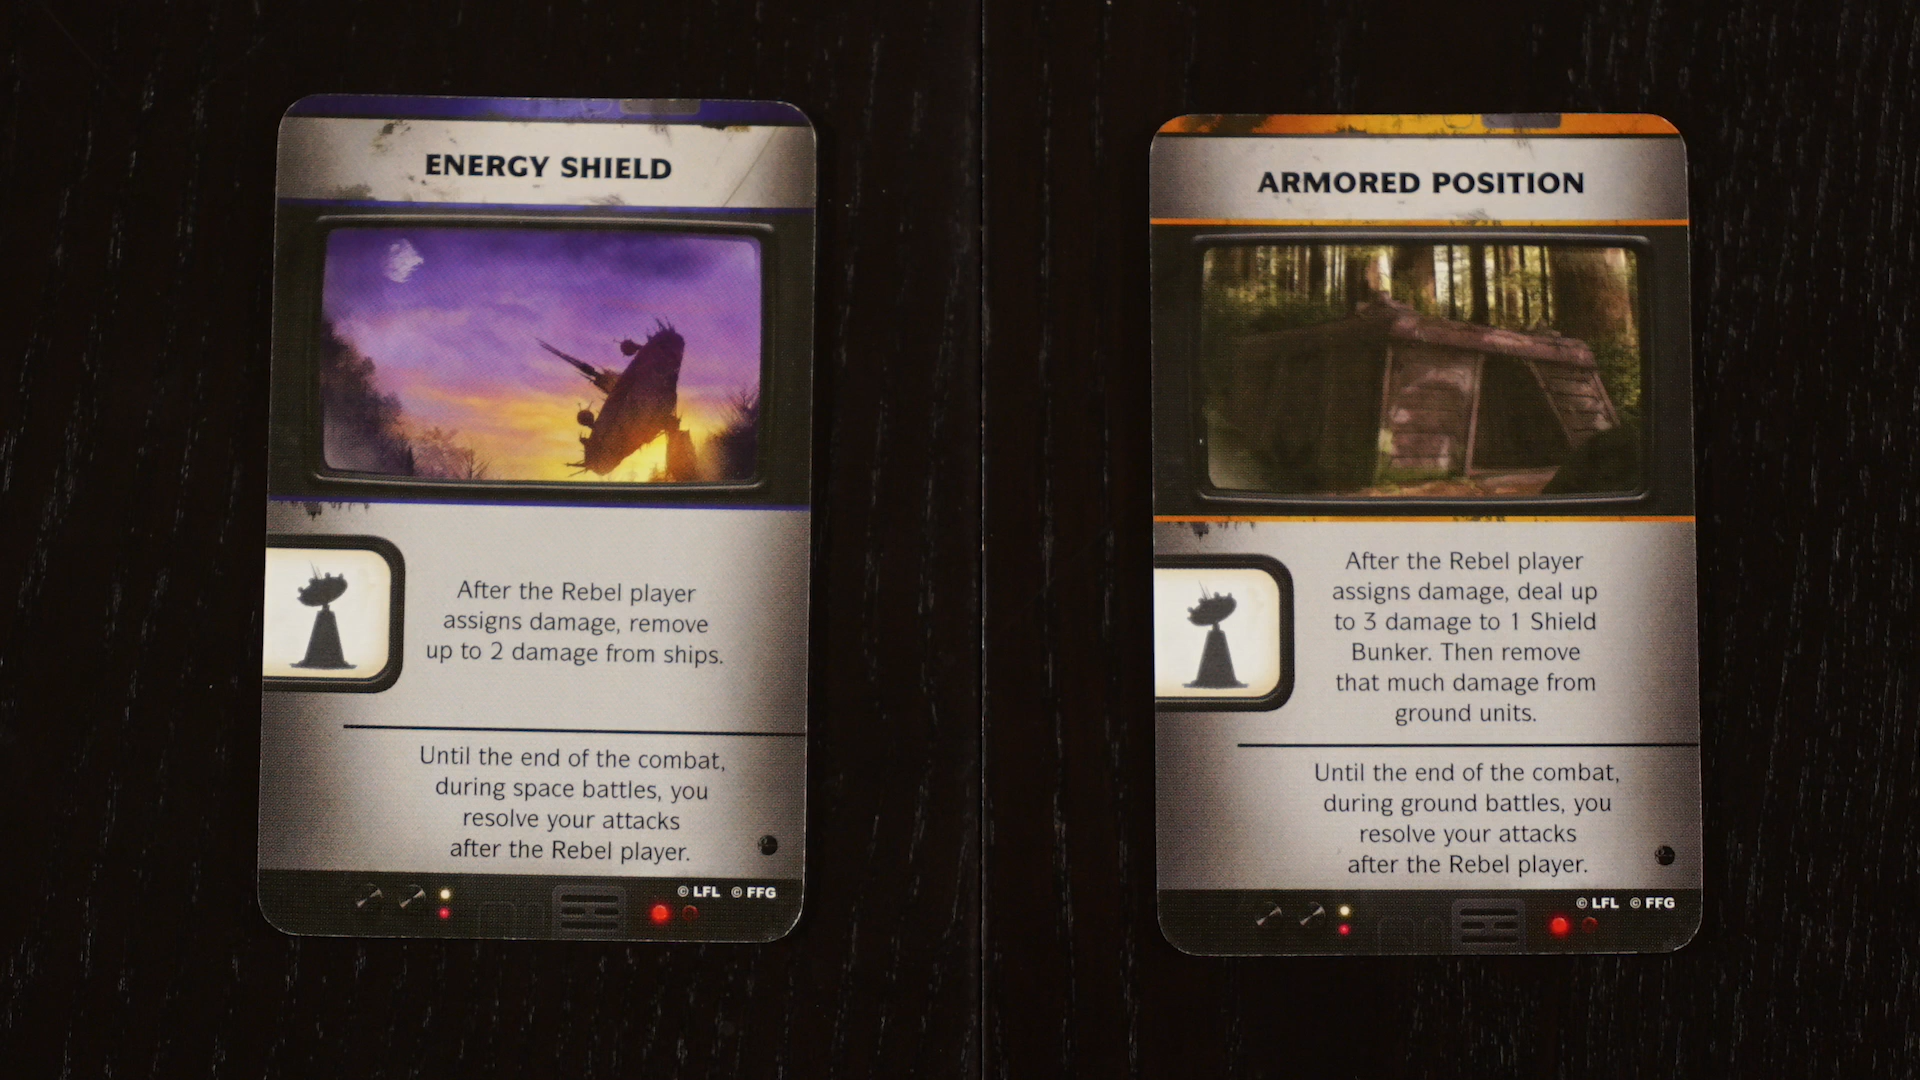 ENERGY SHIELD
After the Rebel player
assigns damage, remove
up to 2 damage from ships.
Until the end of the combat,
during space battles, you
resolve your attacks
after the Rebel player.
© LFL © FFG
ARMORED POSITION
After the Rebel player
assigns damage, deal up
to 3 damage to 1 Shield
Bunker. Then remove
that much damage from
ground units.
Until the end of the combat,
during ground battles, you
resolve your attacks
after the Rebel player.
© LFL © FFG